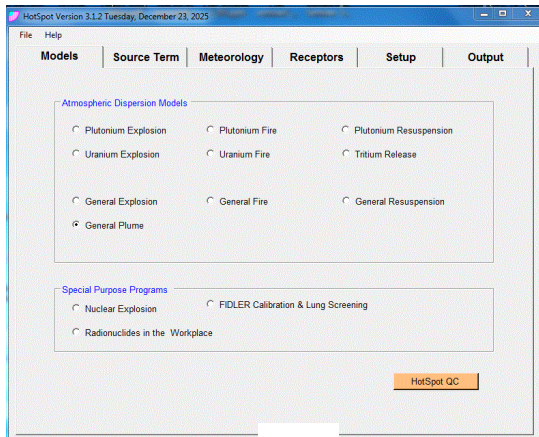 HotSpot Version 3.1.2 Tuesday, December 23, 2025
File Help
Models Source Term Meteorology Receptors Setup Output
Atmospheric Dispersion Models
Plutonium Explosion Plutonium Fire Plutonium Resuspension
Uranium Explosion Uranium Fire Tritium Release
General Explosion General Fire General Resuspension
General Plume
Special Purpose Programs
Nuclear Explosion FIDLER Calibration & Lung Screening
Radionuclides in the Workplace
HotSpot QC